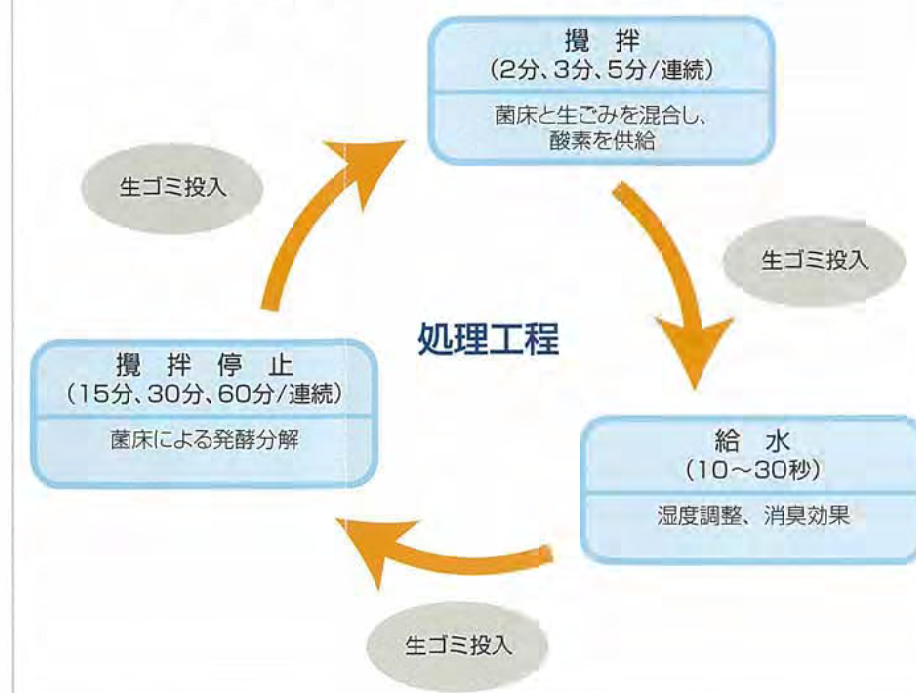 攪 拌
(2分、3分、5分/連続)
菌床と生ごみを混合し、
酸素を供給
生ゴミ投入
生ゴミ投入
処理工程
攪 拌 停 止
(15分、30分、60分/連続)
菌床による発酵分解
給 水
(10～30秒)
湿度調整、消臭効果
生ゴミ投入